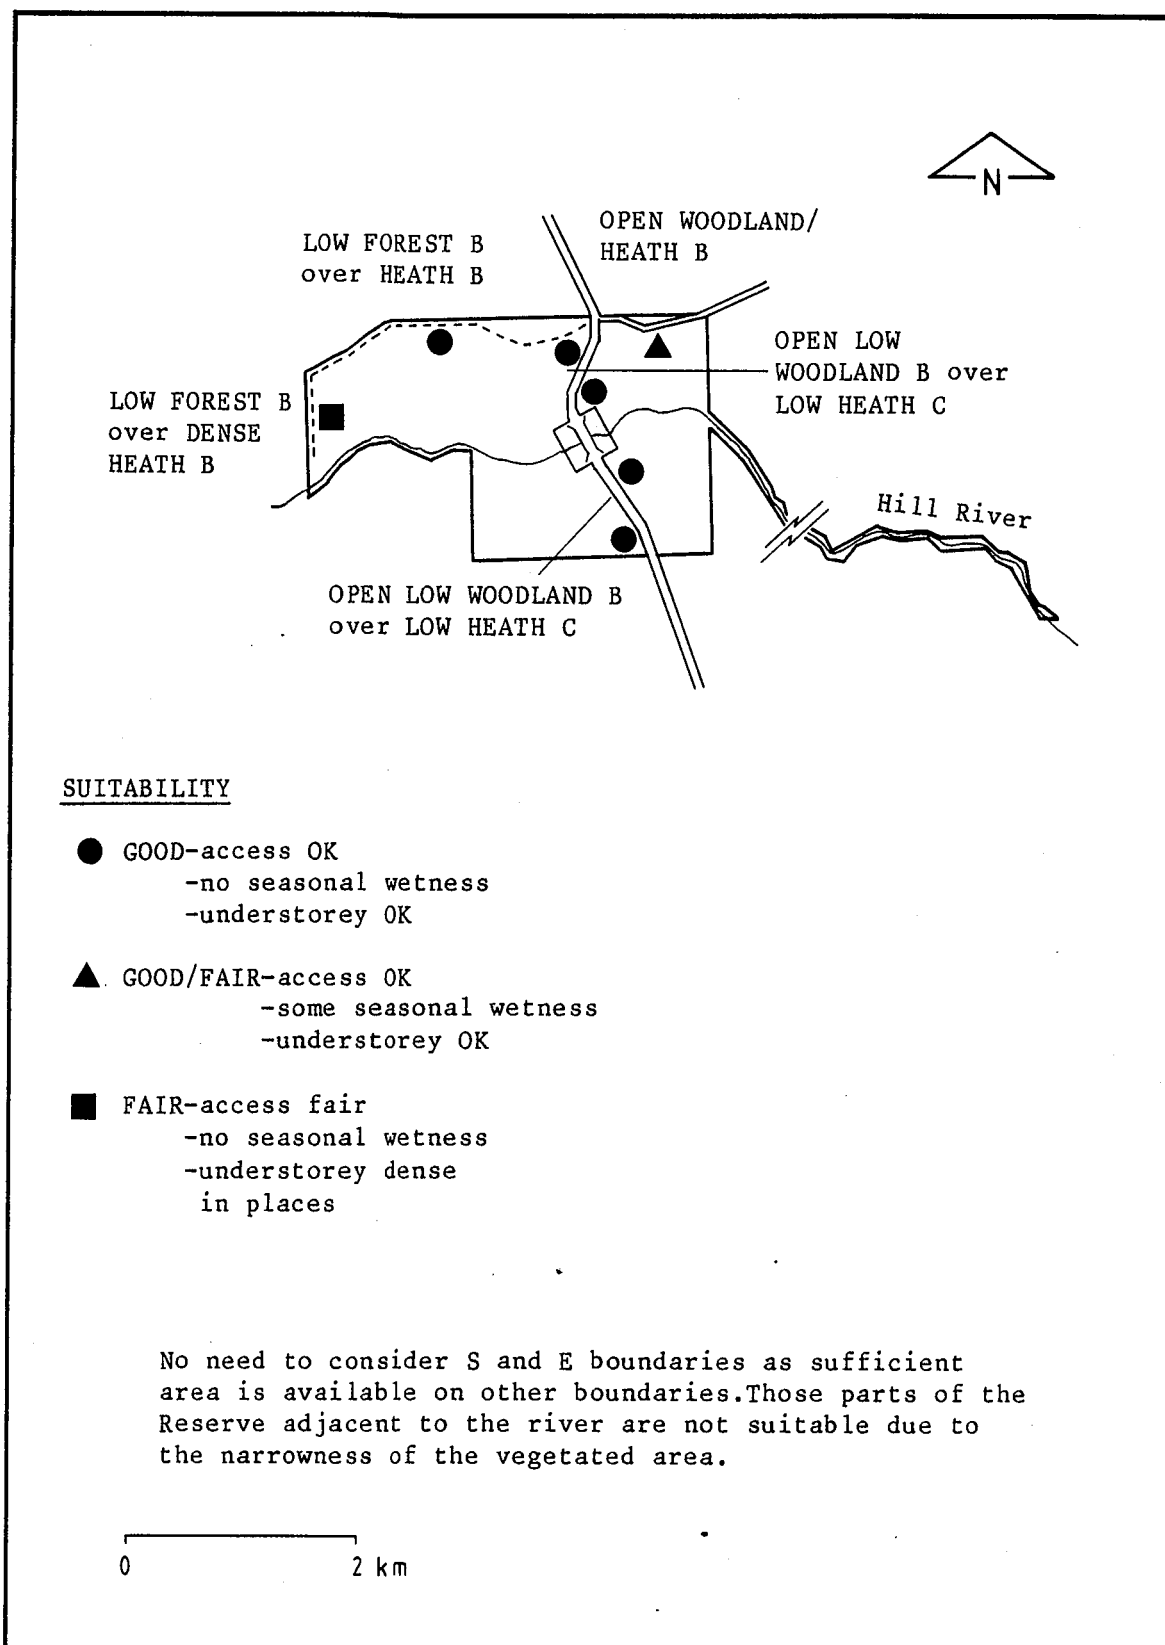 N
OPEN WOODLAND/
HEATH B
LOW FOREST B
over HEATH B
OPEN LOW
WOODLAND B over
LOW HEATH C
LOW FOREST B
over DENSE
HEATH B
Hill River
OPEN LOW WOODLAND B
over LOW HEATH C
SUITABILITY
GOOD-access OK
-no seasonal wetness
-understorey OK
GOOD/FAIR-access OK
-some seasonal wetness
-understorey OK
FAIR-access fair
-no seasonal wetness
-understorey dense
in places
No need to consider S and E boundaries as sufficient
area is available on other boundaries.Those parts of the
Reserve adjacent to the river are not suitable due to
the narrowness of the vegetated area.
0 2 km